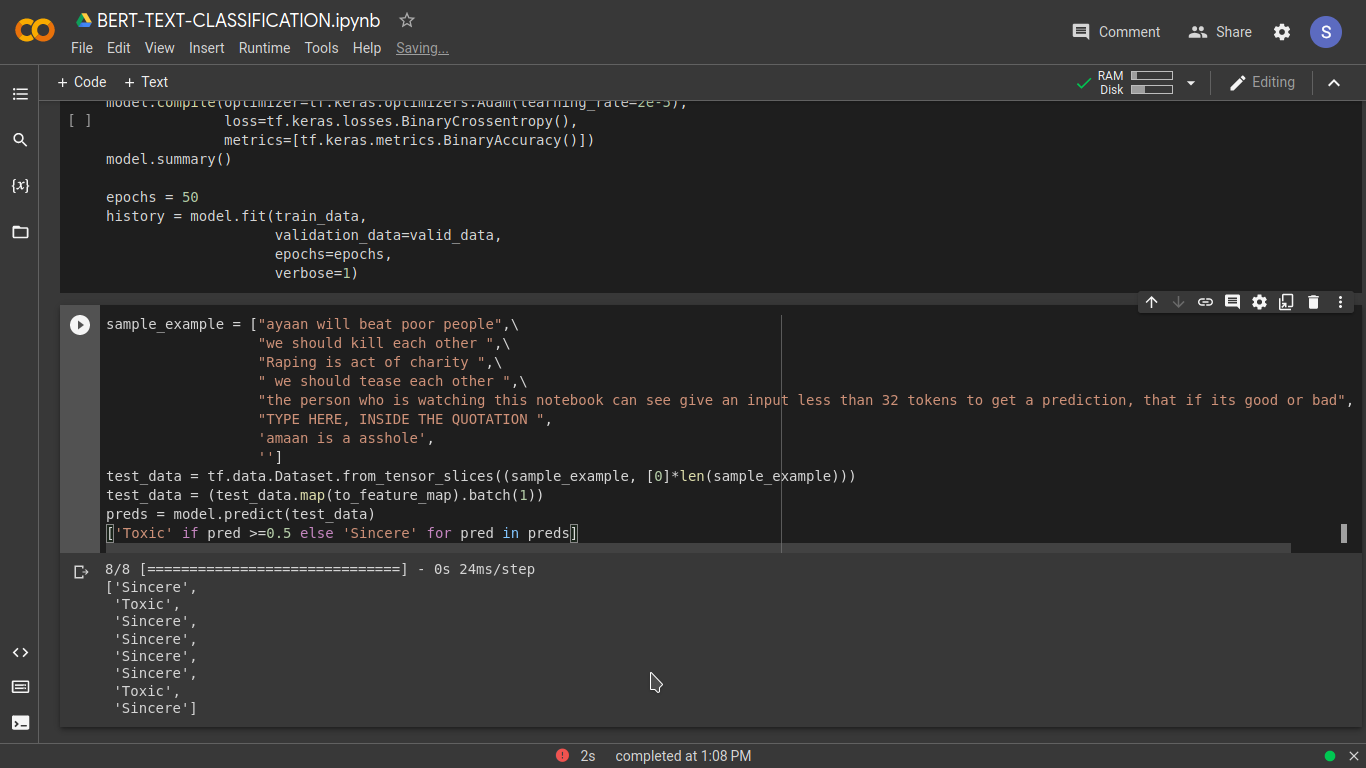 BERT-TEXT-CLASSIFICATION.ipynb
File Edit View Insert Runtime Tools Help Saving...
Comment Share S
+ Code + Text
RAM
Disk
Editing
model.compile(optimizer=tf.keras.optimizers.Adam(learning_rate=2e-5),
[ ] loss=tf.keras.losses.BinaryCrossentropy(),
metrics=[tf.keras.metrics.BinaryAccuracy()])
model.summary()
epochs = 50
history = model.fit(train_data,
validation_data=valid_data,
epochs=epochs,
verbose=1)
sample_example = ["ayaan will beat poor people",\
"we should kill each other ",\
"Raping is act of charity ",\
" we should tease each other ",\
"the person who is watching this notebook can see give an input less than 32 tokens to get a prediction, that if its good or bad",
"TYPE HERE, INSIDE THE QUOTATION ",
'amaan is a asshole',
'']
test_data = tf.data.Dataset.from_tensor_slices((sample_example, [0]*len(sample_example)))
test_data = (test_data.map(to_feature_map).batch(1))
preds = model.predict(test_data)
['Toxic' if pred >=0.5 else 'Sincere' for pred in preds]
8/8 [==============================] - 0s 24ms/step
['Sincere',
'Toxic',
'Sincere',
'Sincere',
'Sincere',
'Sincere',
'Toxic',
'Sincere']
2s completed at 1:08 PM